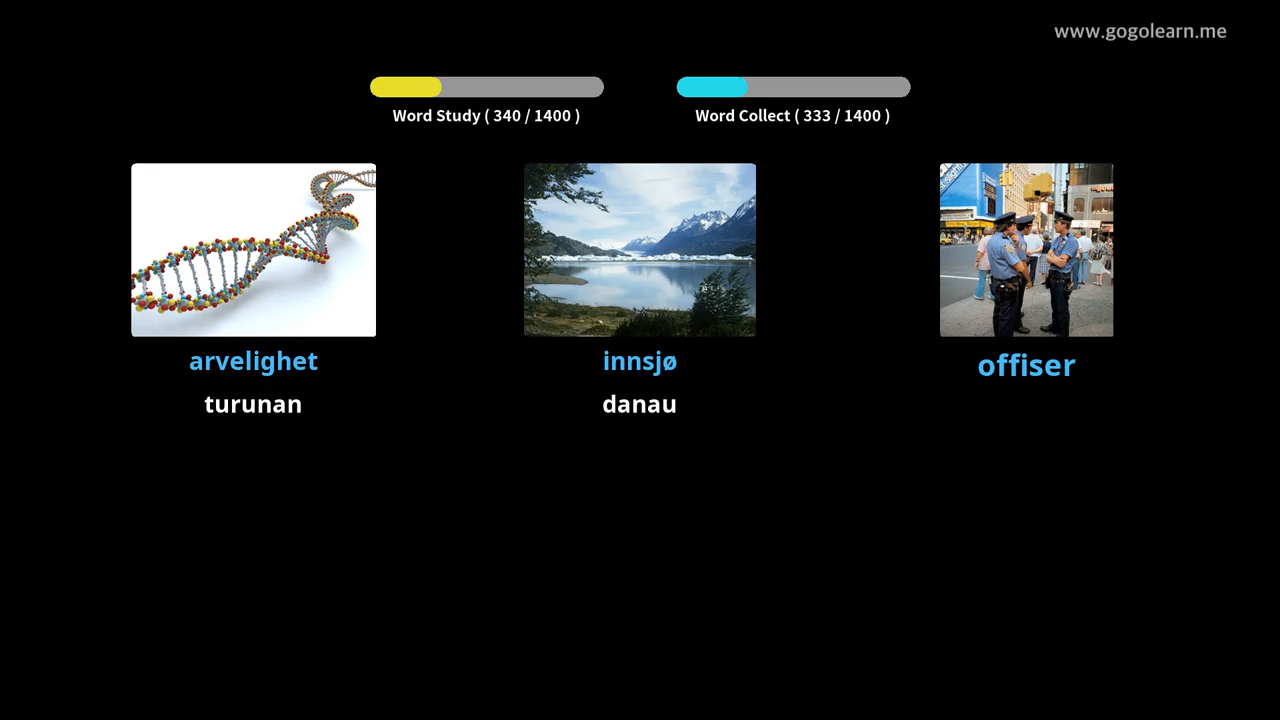 www.gogolearn.me
Word Study ( 340 / 1400 )
Word Collect ( 333 / 1400 )
arvelighet
turunan
innsjø
danau
offiser